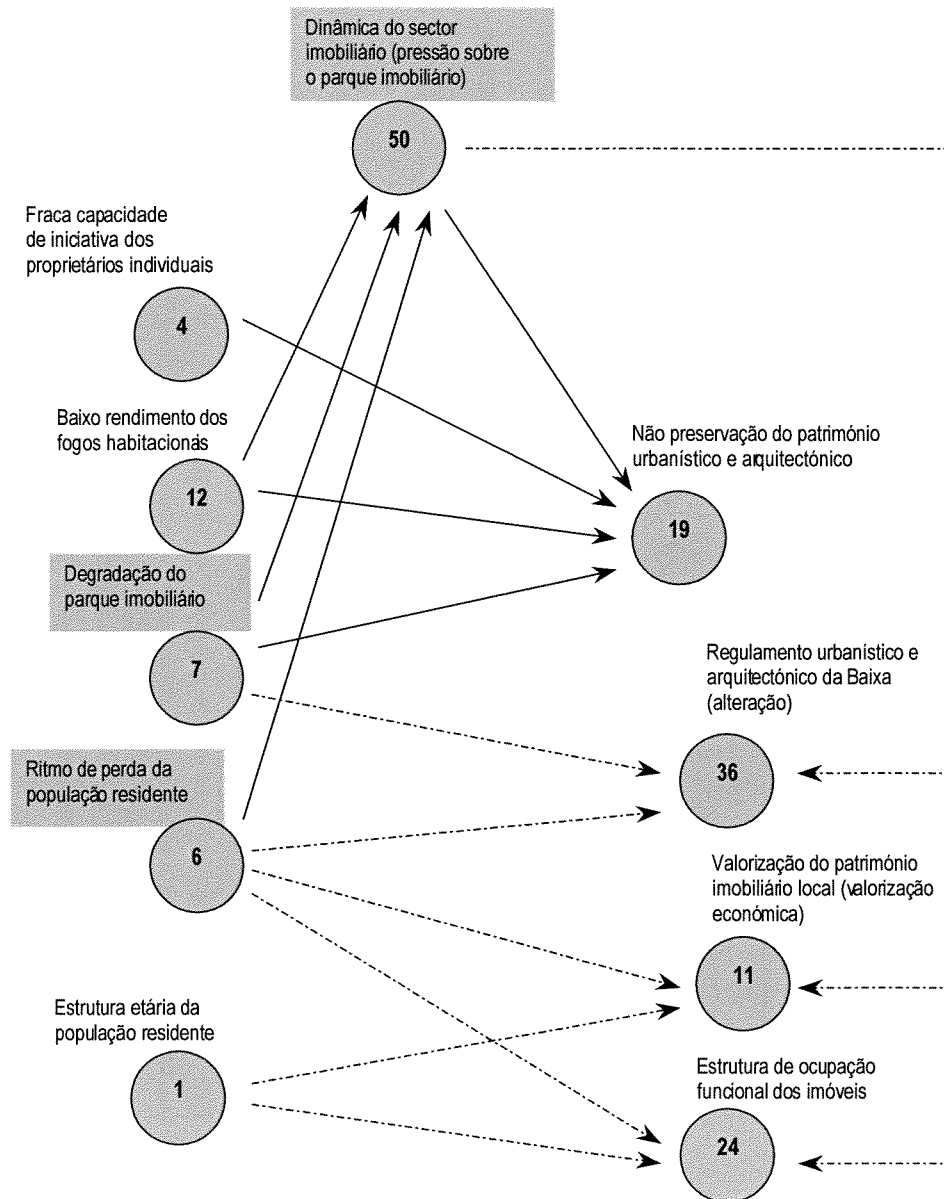 Dinâmica do sector
imobiliário (pressão sobre
o parque imobiliário)
50
Fraca capacidade
de iniciativa dos
proprietários individuais
4
Baixo rendimento dos
fogos habitacionais
12
Não preservação do património
urbanístico e arquitectónico
19
Degradação do
parque imobiliário
7
Regulamento urbanístico e
arquitectónico da Baixa
(alteração)
36
Ritmo de perda da
população residente
6
Valorização do património
imobiliário local (valorização
económica)
11
Estrutura etária da
população residente
1
Estrutura de ocupação
funcional dos imóveis
24